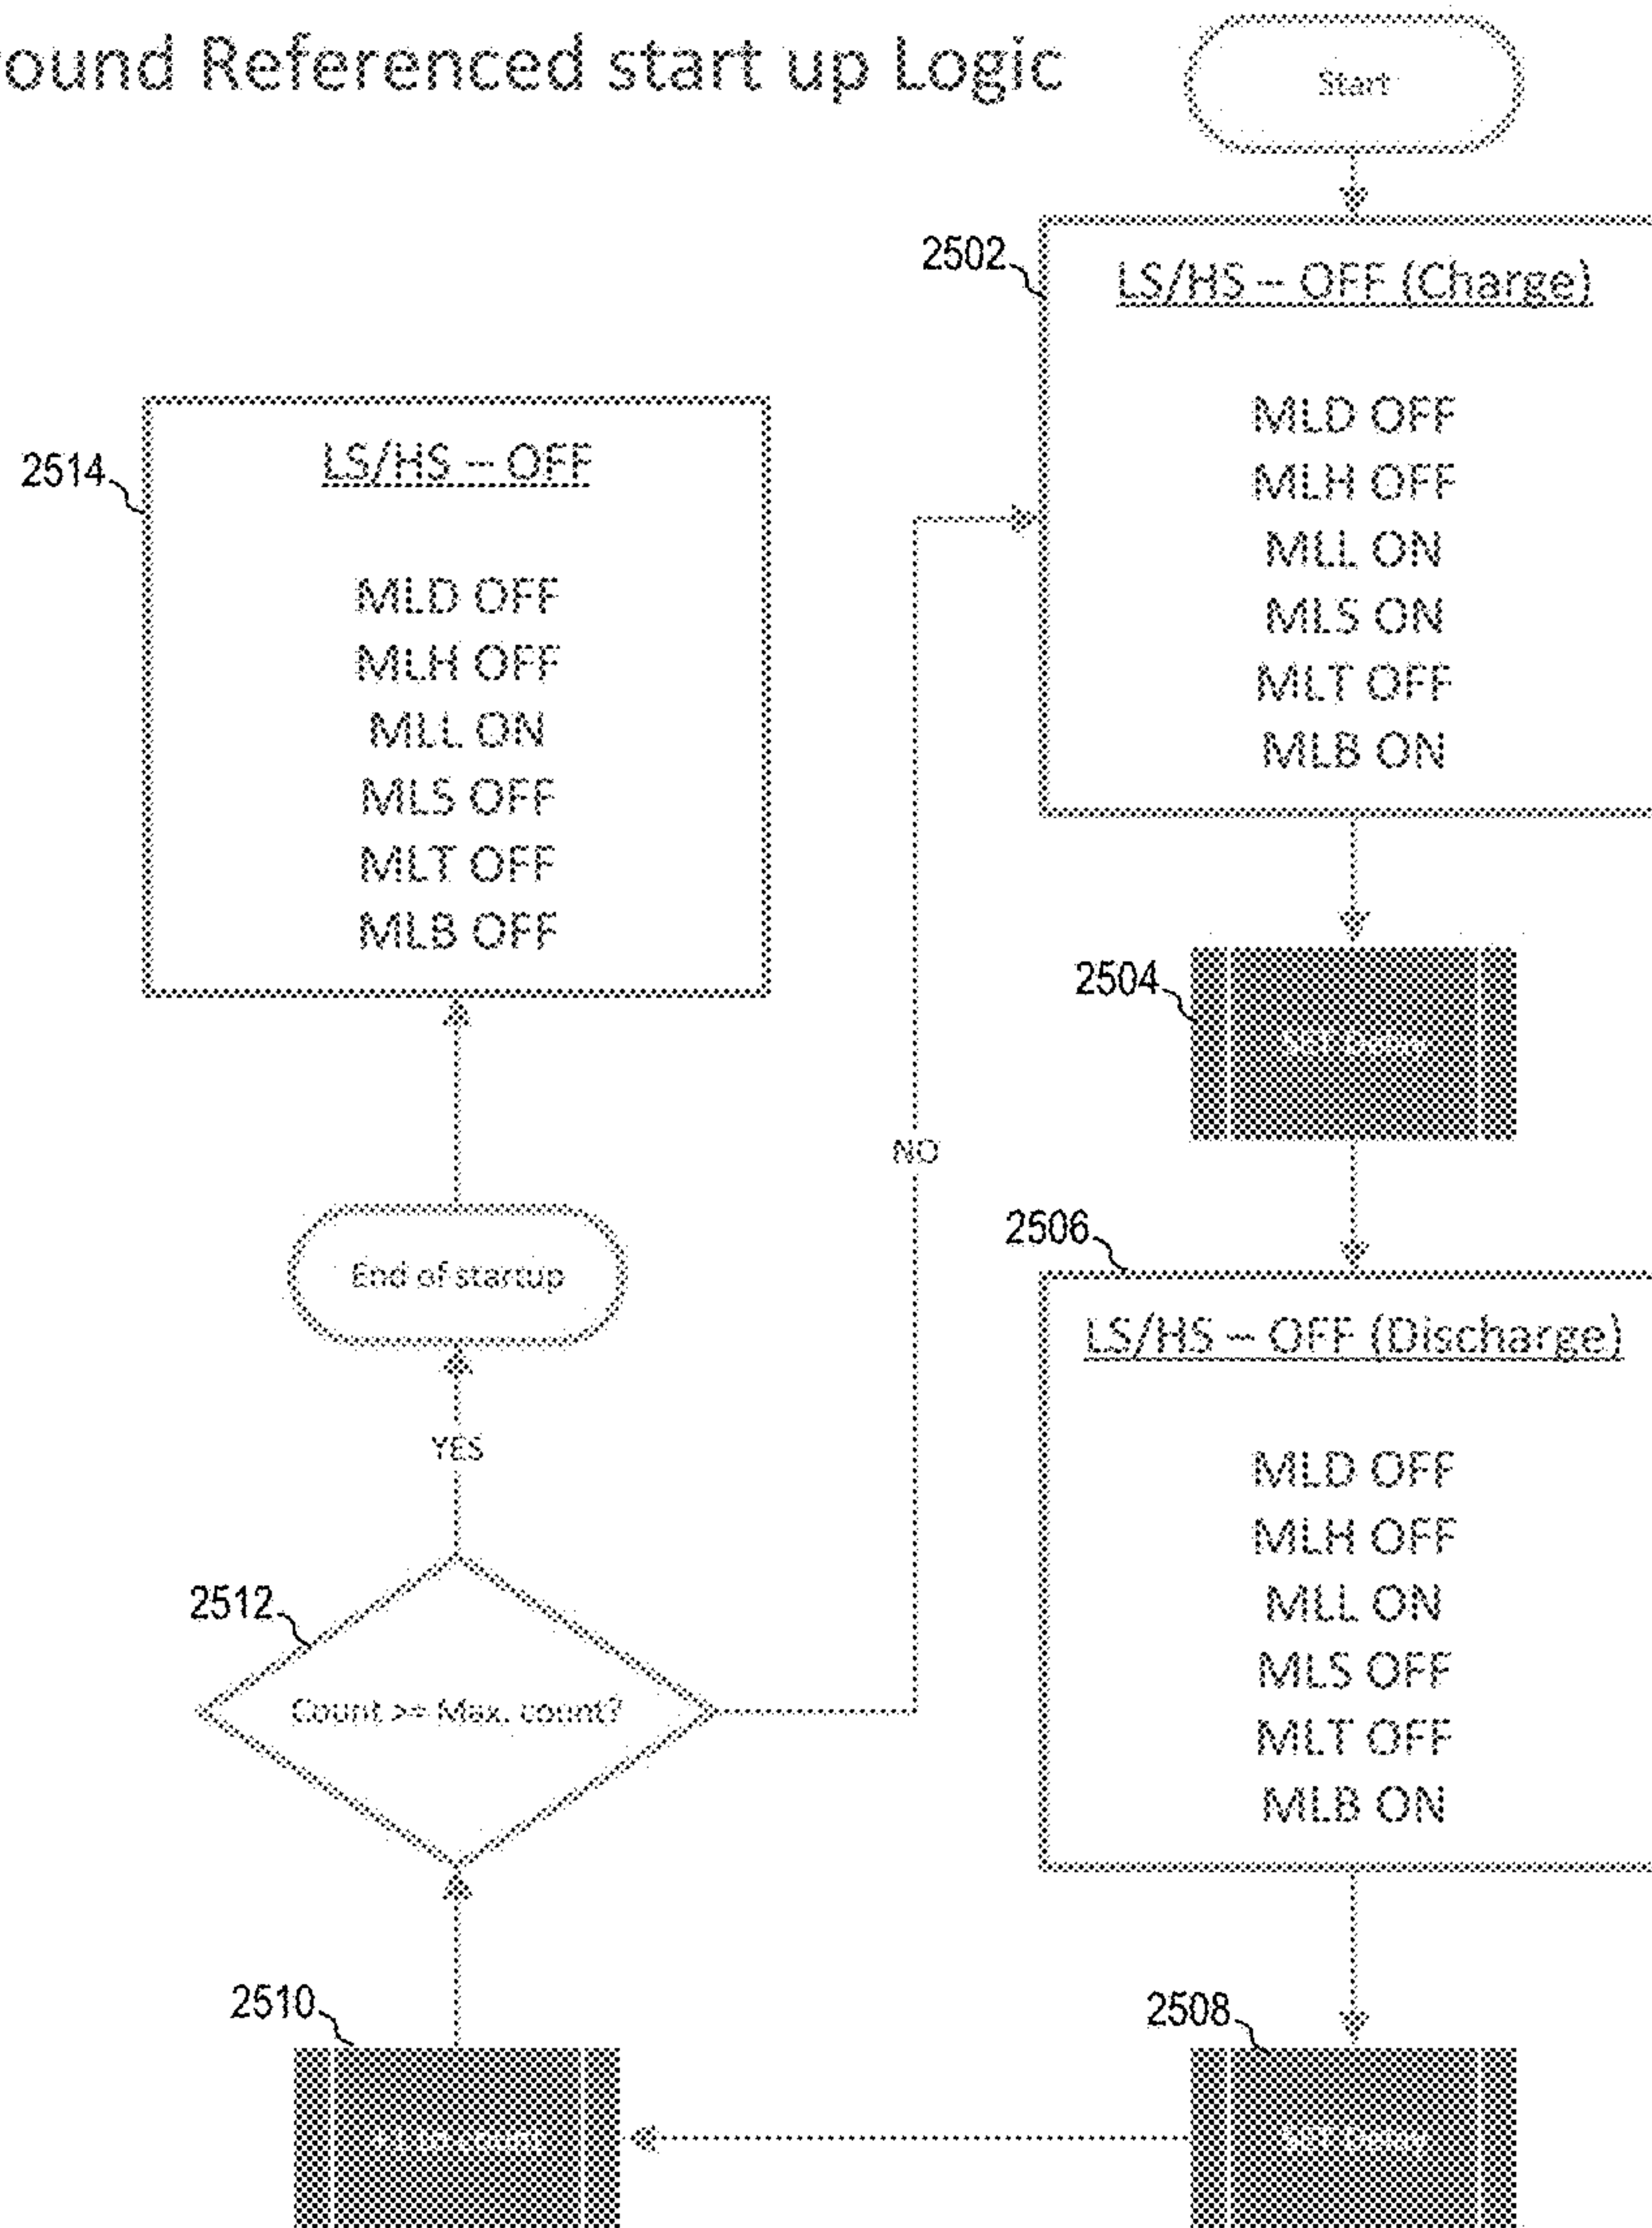 ound Referenced start up Logic
Start
2502
LS/HS – OFF (Charge)
MLD OFF
MLH OFF
MLL ON
MLS ON
MLT OFF
MLB ON
2514
LS/HS – OFF
MLD OFF
MLH OFF
MLL ON
MLS OFF
MLT OFF
MLB OFF
2504
NO
2506
LS/HS – OFF (Discharge)
MLD OFF
MLH OFF
MLL ON
MLS OFF
MLT OFF
MLB ON
End of startup
YES
2512
Count >= Max. count?
2510
2508